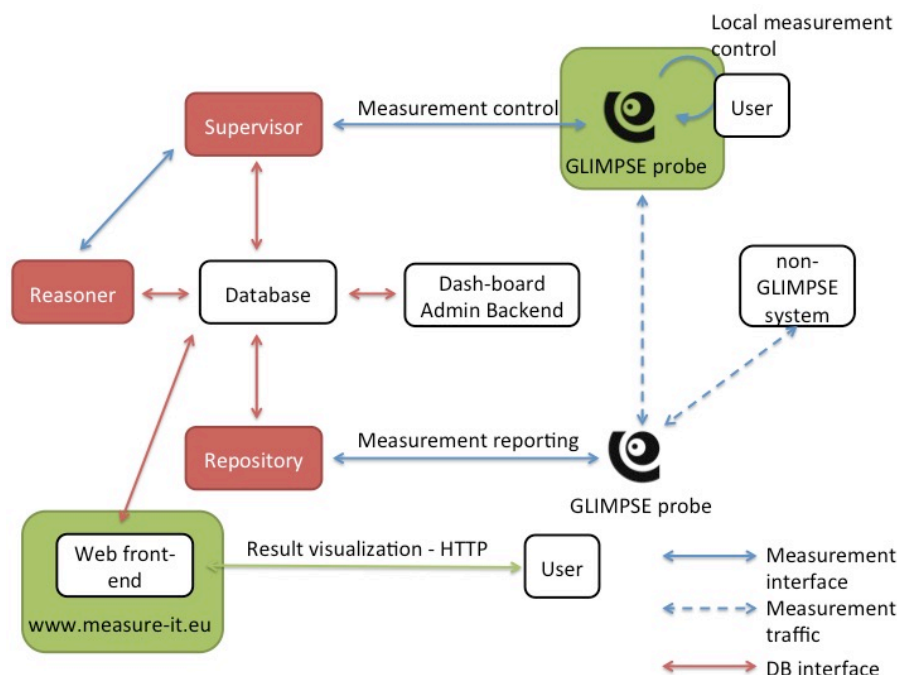 Local measurement
control
Measurement control
Supervisor
User
GLIMPSE probe
Reasoner
Database
Dash-board
Admin Backend
non-
GLIMPSE
system
Measurement reporting
Repository
GLIMPSE probe
Web front-
end
Result visualization - HTTP
User
www.measure-it.eu
Measurement
interface
Measurement
traffic
DB interface